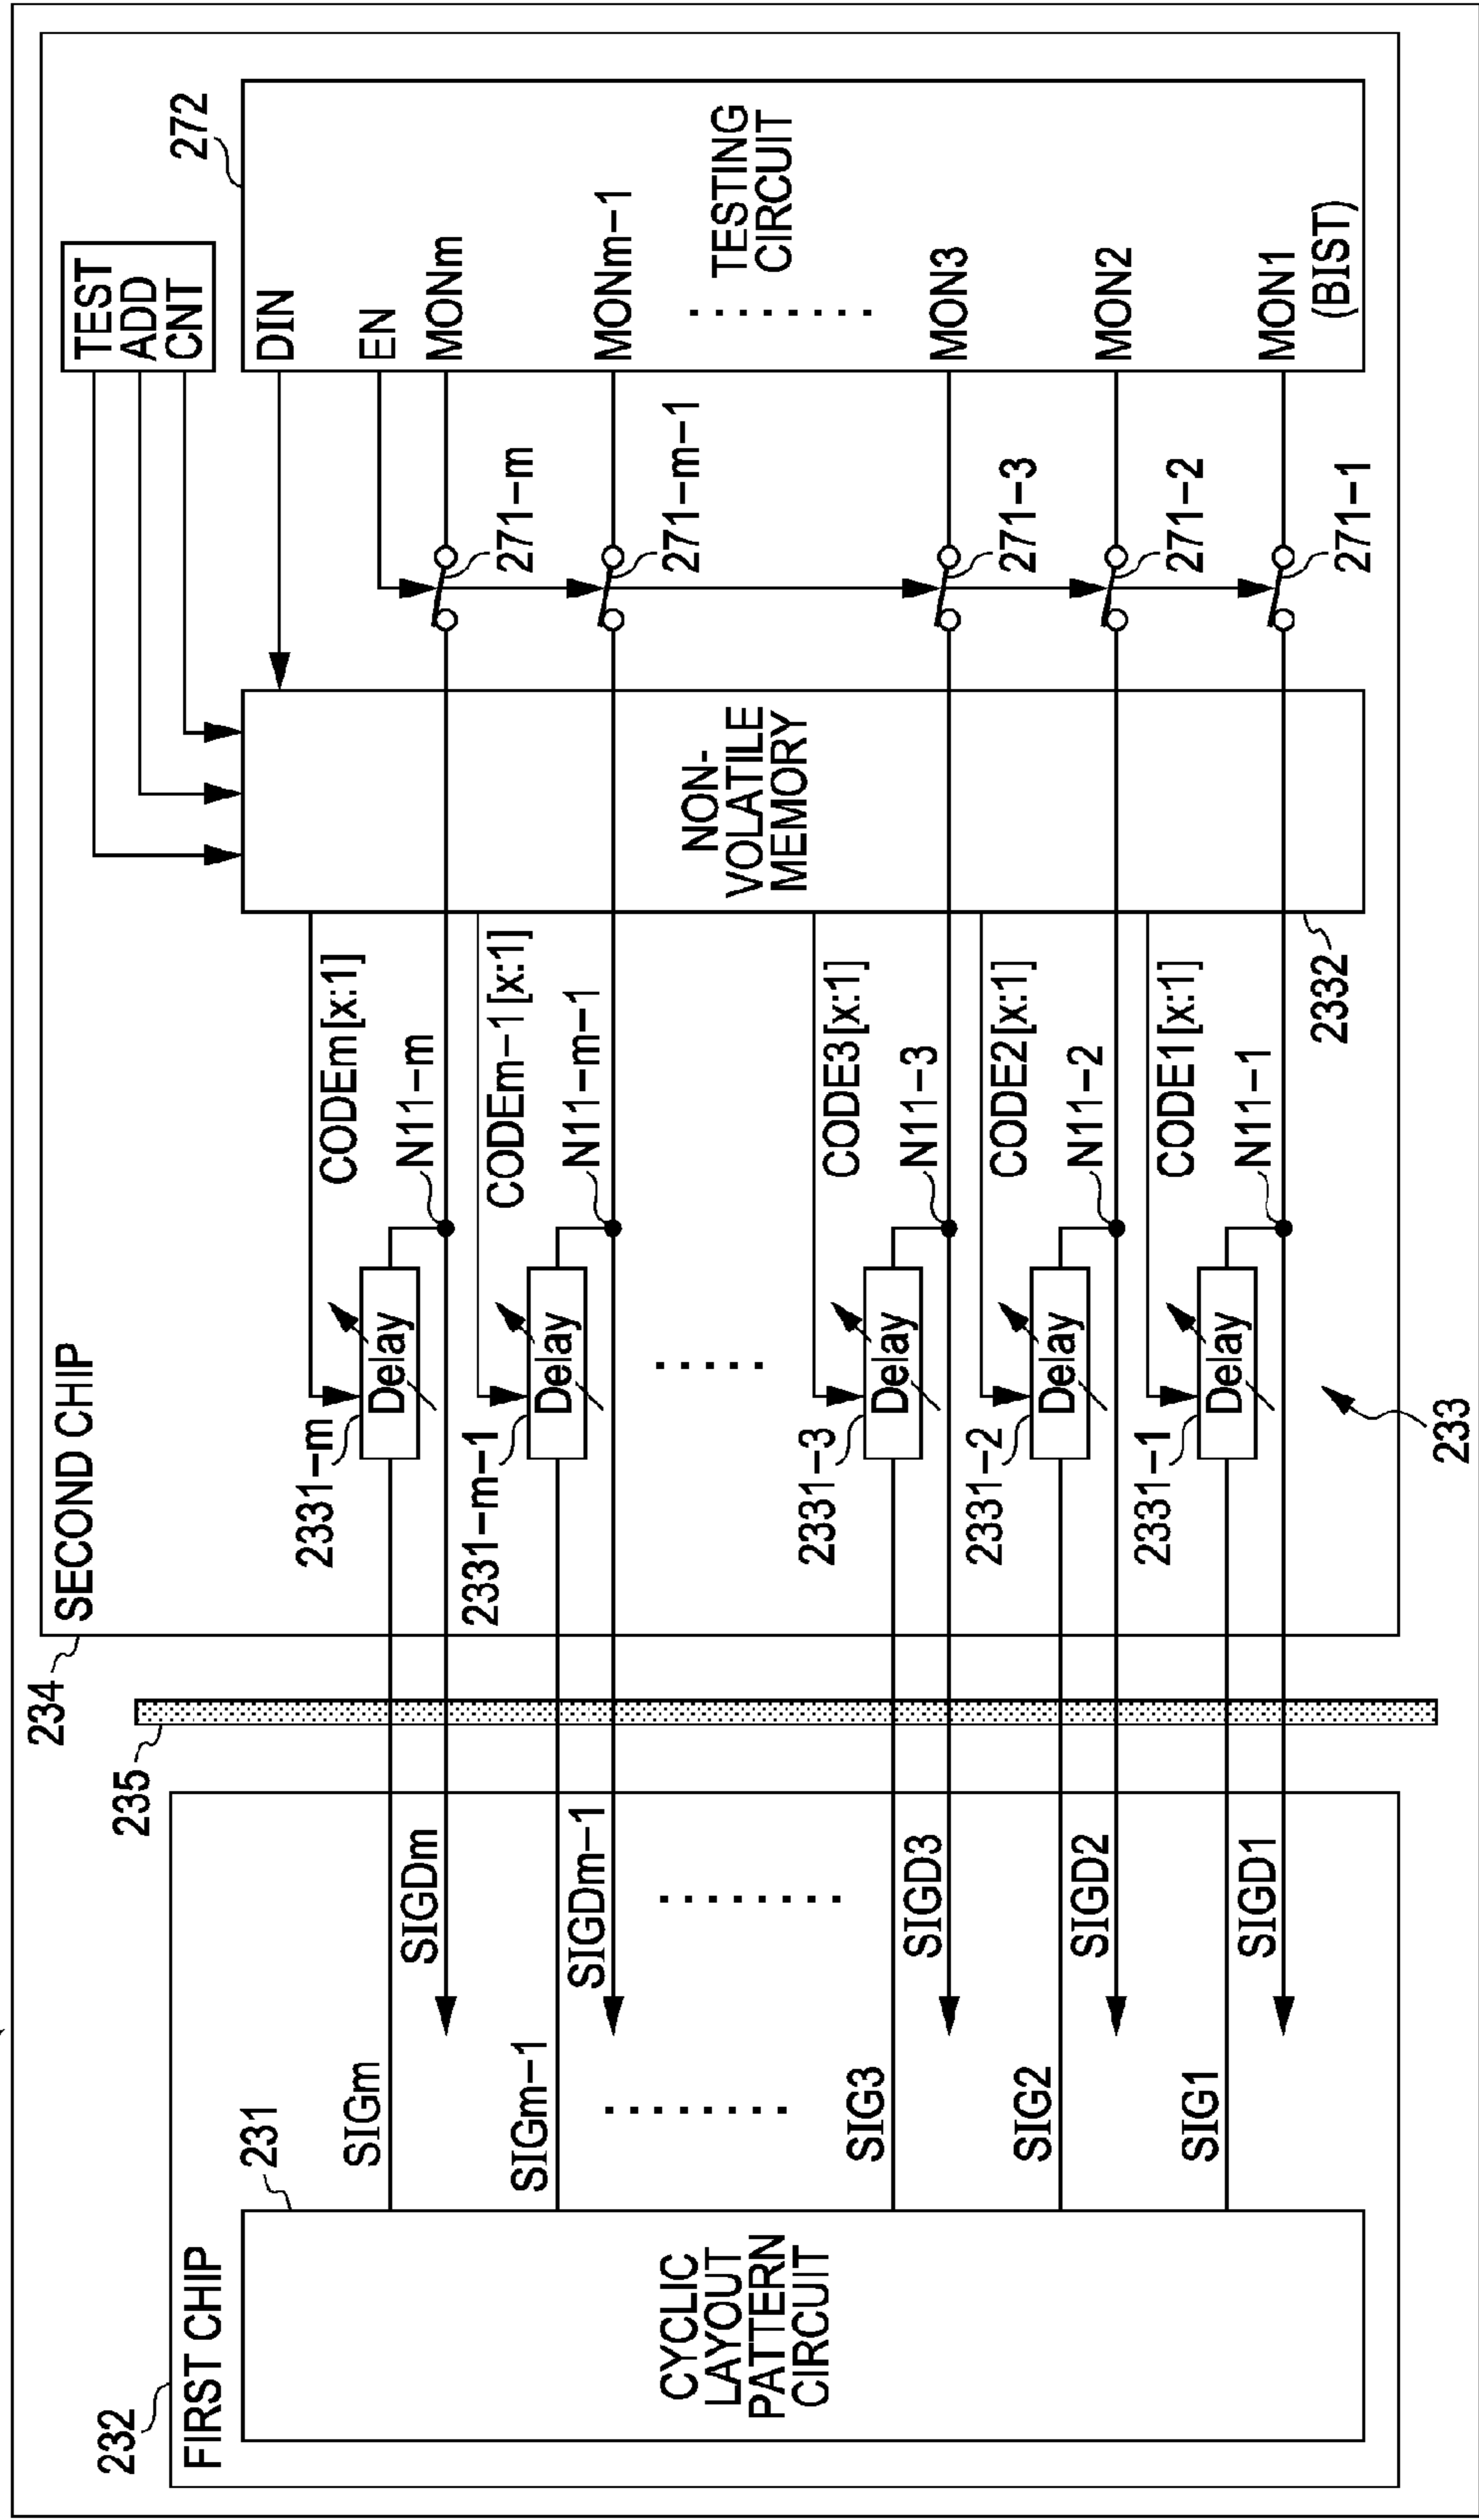 FIRST CHIP
232
CYCLIC
LAYOUT
PATTERN
CIRCUIT
231
SIGm
SIGDm
SIGm-1
SIGDm-1
........
........
SIG3
SIGD3
SIG2
SIGD2
SIG1
SIGD1
235
234
SECOND CHIP
2331-m
Delay
CODEm[x:1]
N11-m
2331-m-1
Delay
CODEm-1[x:1]
N11-m-1
.....
2331-3
Delay
CODE3[x:1]
N11-3
2331-2
Delay
CODE2[x:1]
N11-2
2331-1
Delay
CODE1[x:1]
N11-1
233
NON-
VOLATILE
MEMORY
2332
271-m
271-m-1
271-3
271-2
271-1
TEST
ADD
CNT
272
DIN
EN
MONm
MONm-1
........
MON3
MON2
MON1
(BIST)
TESTING
CIRCUIT